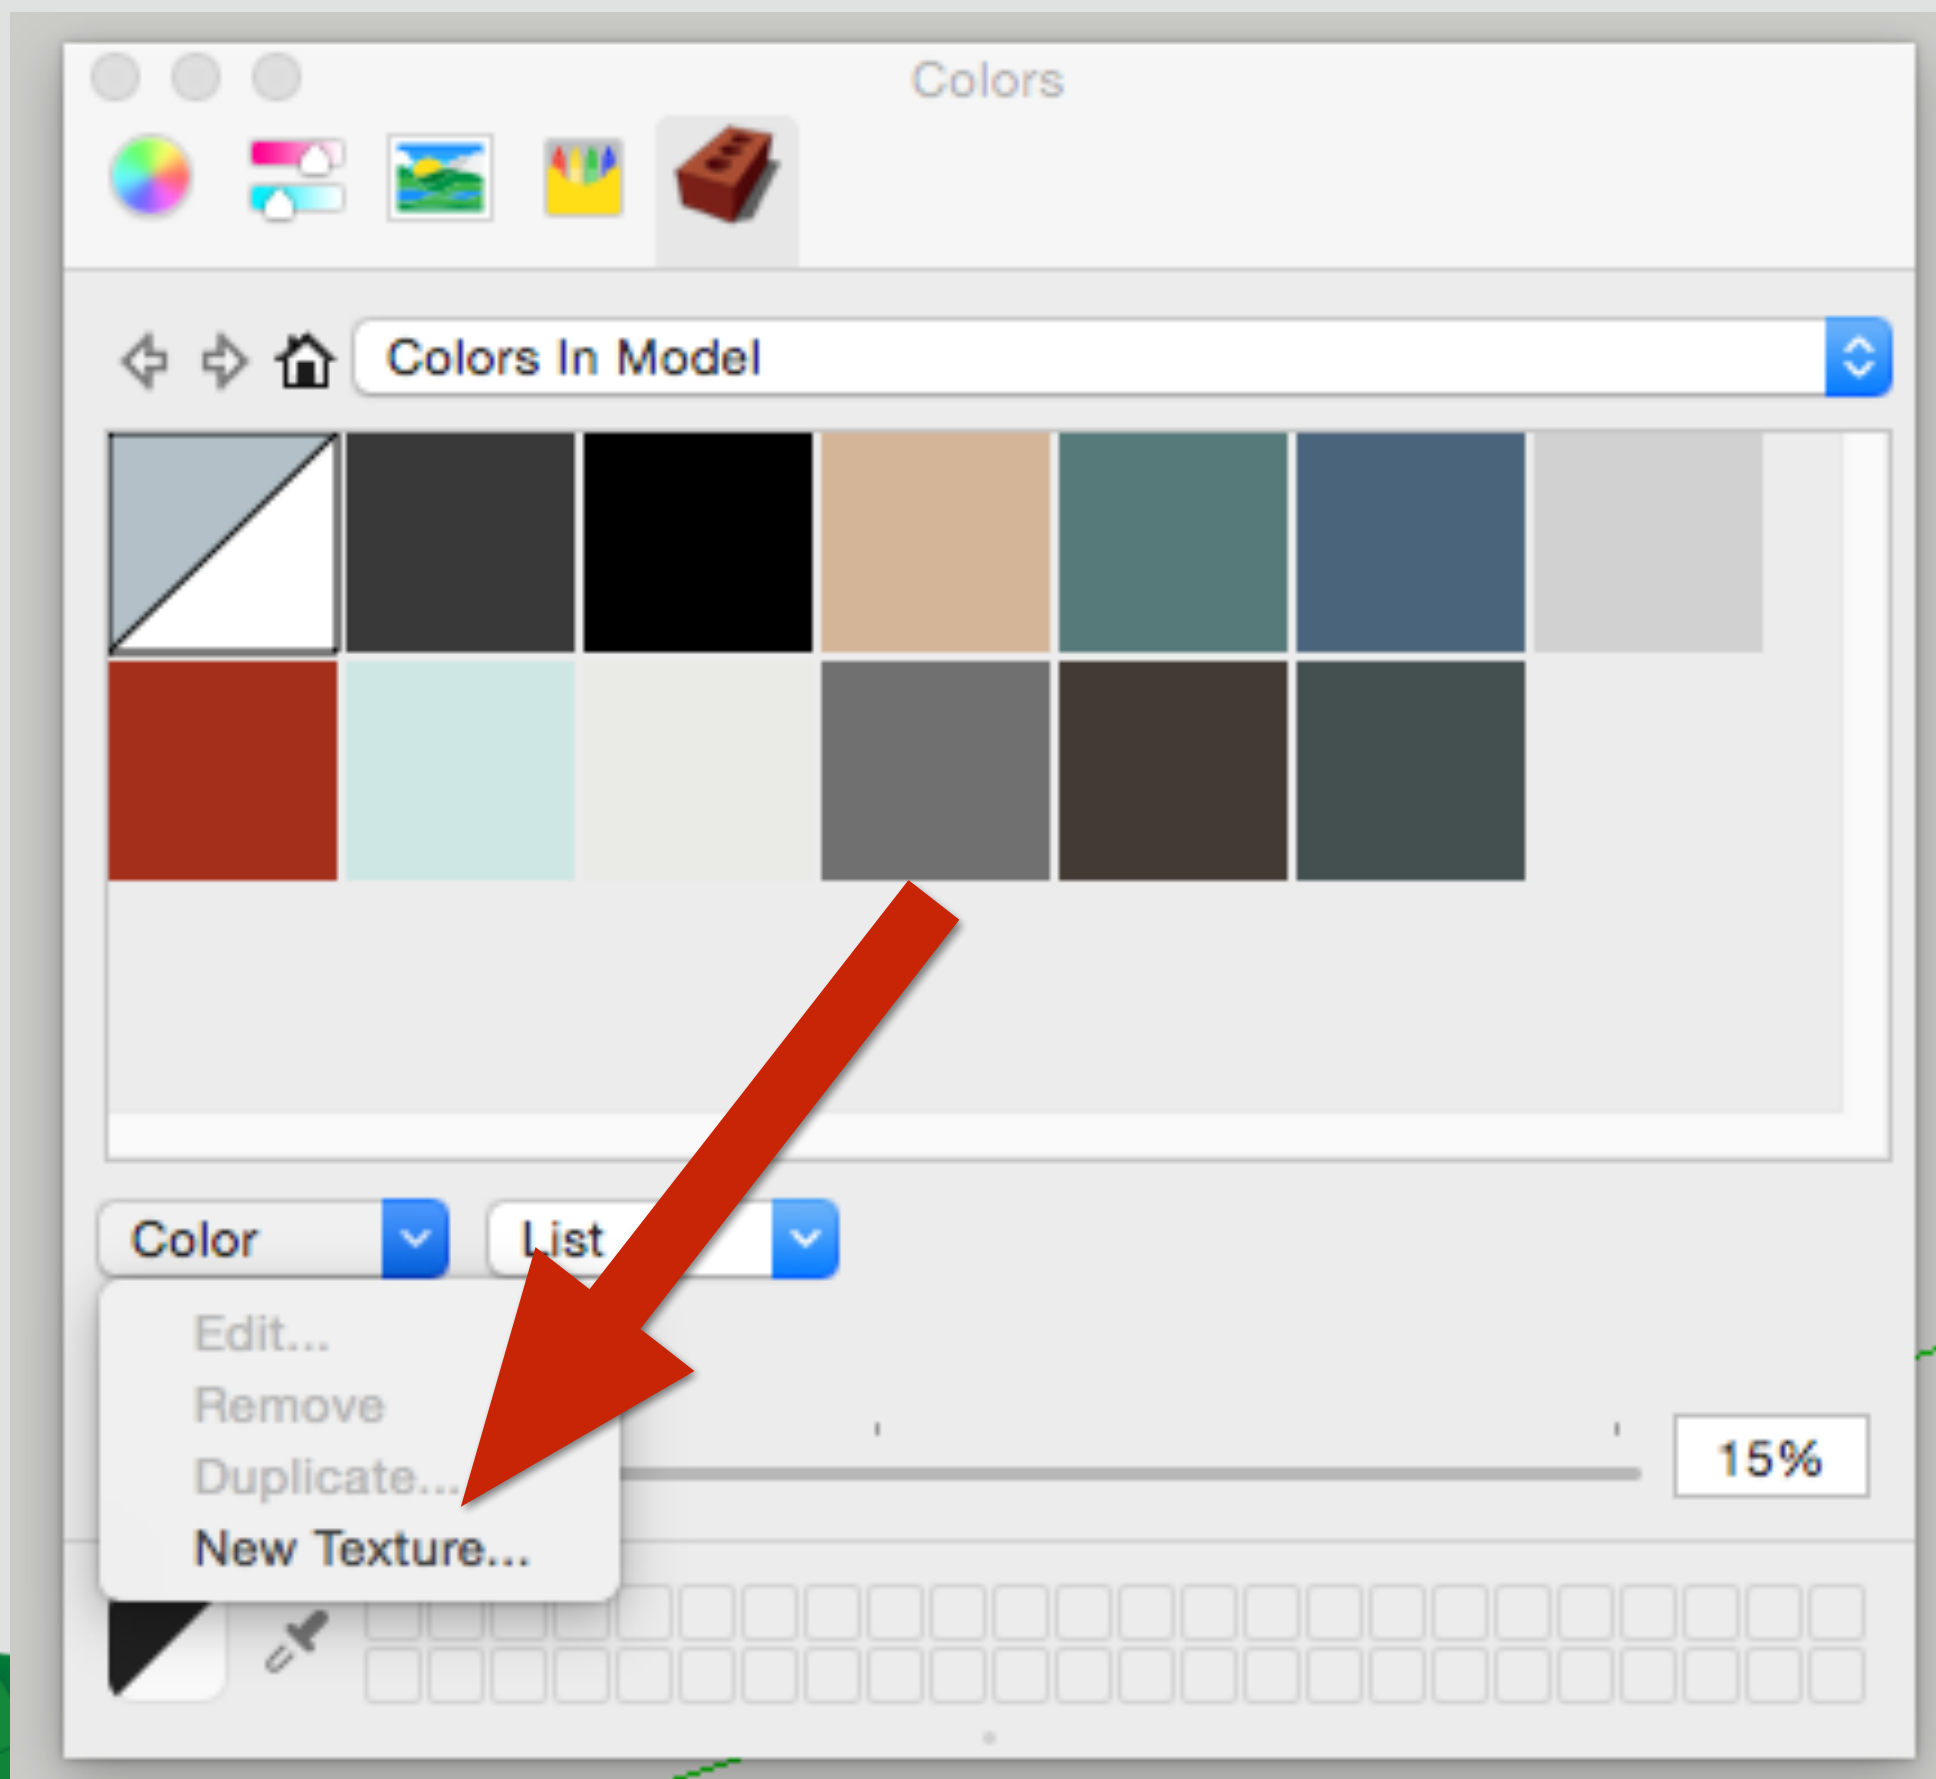 Colors
Colors In Model
Color
List
Edit...
Remove
Duplicate...
New Texture...
15%